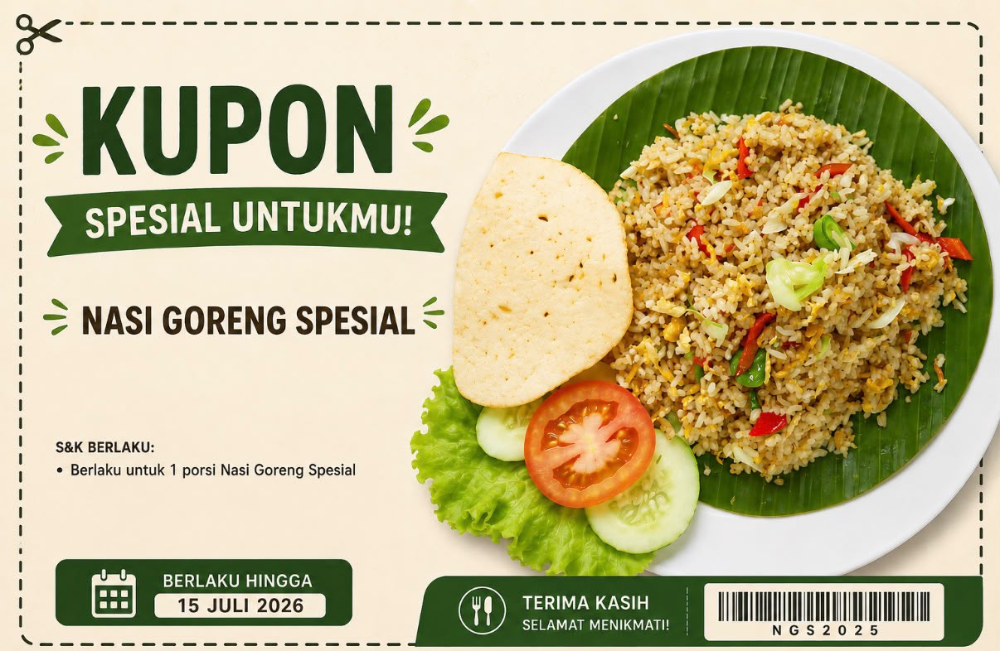 KUPON
SPESIAL UNTUKMU!
NASI GORENG SPESIAL
S&K BERLAKU:
• Berlaku untuk 1 porsi Nasi Goreng Spesial
BERLAKU HINGGA
15 JULI 2026
TERIMA KASIH
SELAMAT MENIKMATI!
NGS2025